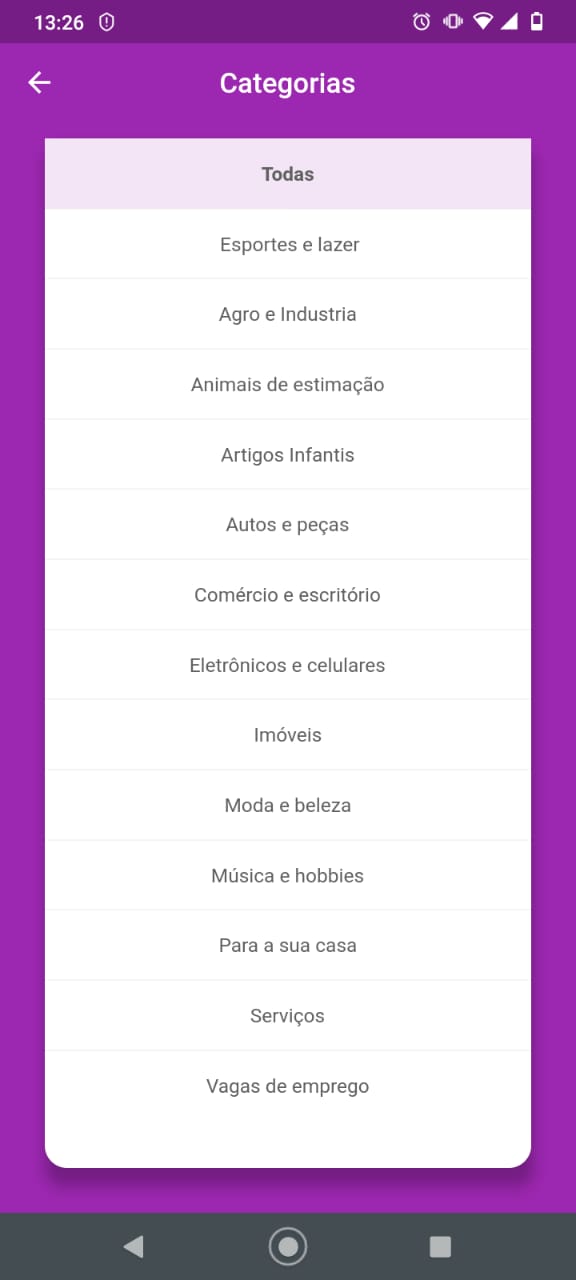 13:26
Categorias
Todas
Esportes e lazer
Agro e Industria
Animais de estimação
Artigos Infantis
Autos e peças
Comércio e escritório
Eletrônicos e celulares
Imóveis
Moda e beleza
Música e hobbies
Para a sua casa
Serviços
Vagas de emprego